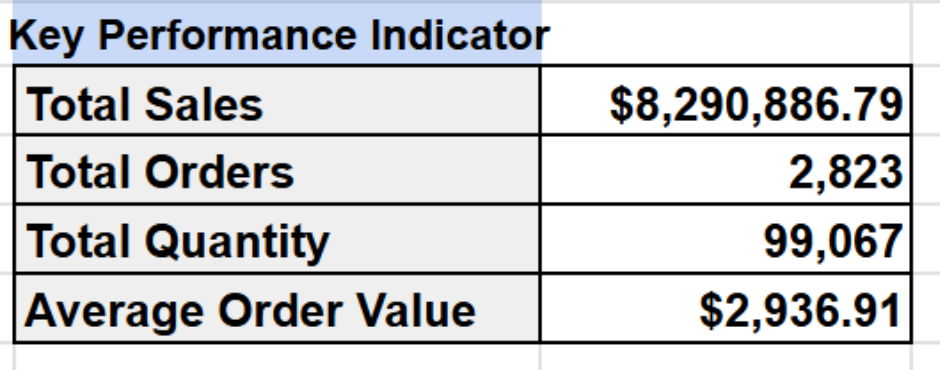 Key Performance Indicator
Total Sales $8,290,886.79
Total Orders 2,823
Total Quantity 99,067
Average Order Value $2,936.91